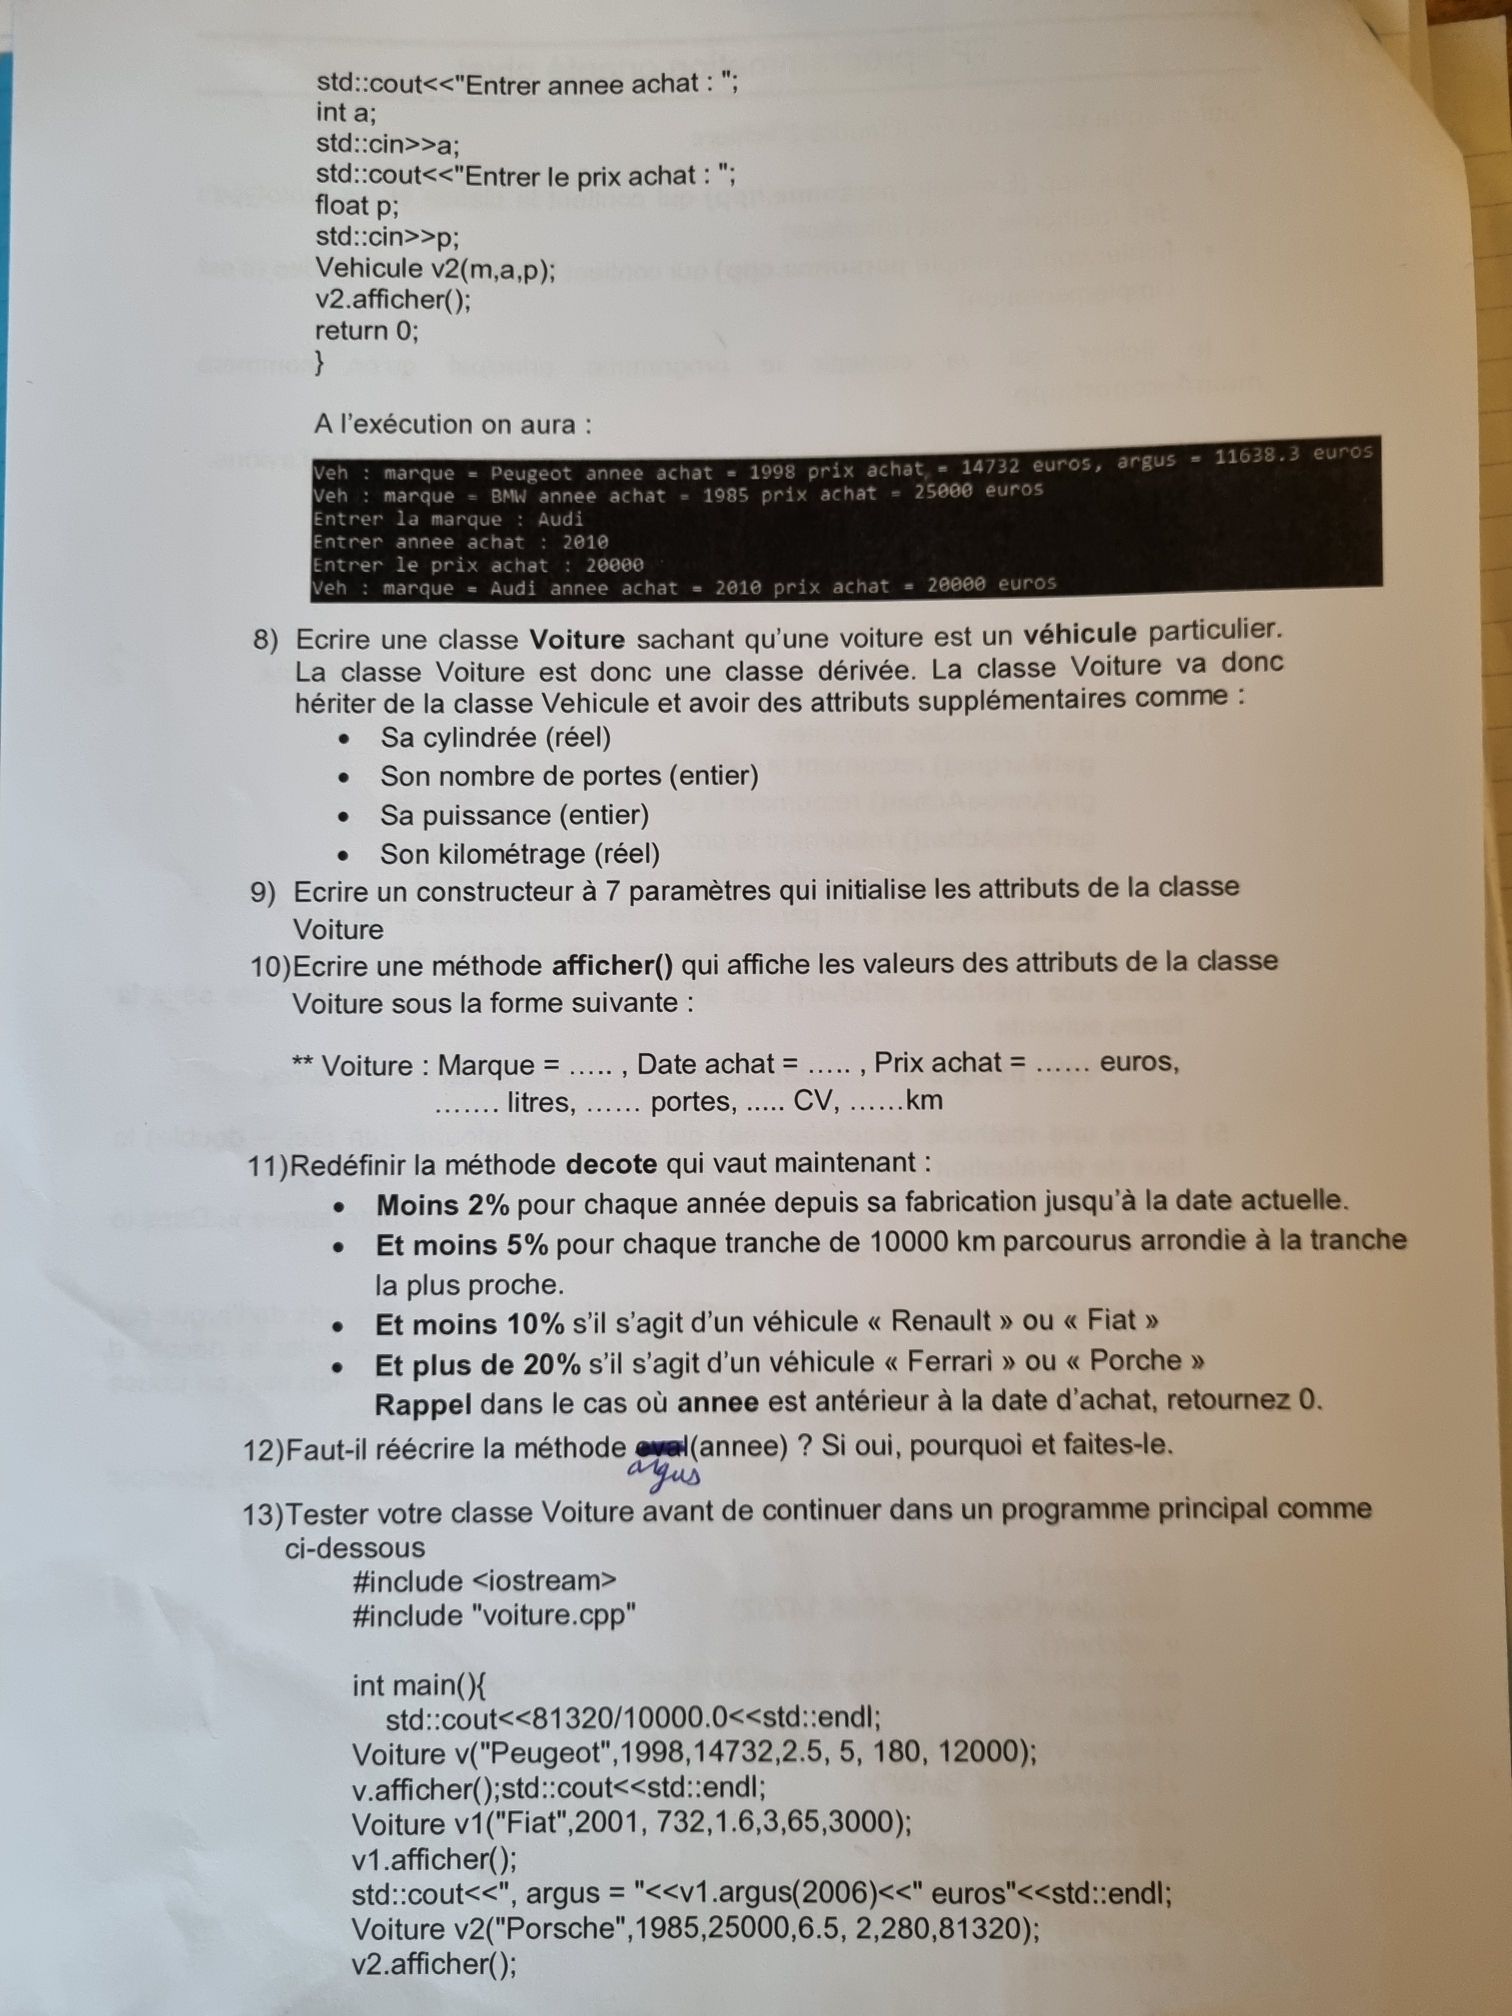 std::cout<<"Entrer annee achat : ";
int a;
std::cin>>a;
std::cout<<"Entrer le prix achat : ";
float p;
std::cin>>p;
Vehicule v2(m,a,p);
v2.afficher();
return 0;
}
A l'exécution on aura :
Veh : marque = Peugeot annee achat = 1998 prix achat = 14732 euros, argus = 11638.3 euros
Veh : marque = BMW annee achat = 1985 prix achat = 25000 euros
Entrer la marque : Audi
Entrer annee achat : 2010
Entrer le prix achat : 20000
Veh : marque = Audi annee achat = 2010 prix achat = 20000 euros
8) Ecrire une classe Voiture sachant qu'une voiture est un véhicule particulier.
La classe Voiture est donc une classe dérivée. La classe Voiture va donc
hériter de la classe Vehicule et avoir des attributs supplémentaires comme :
• Sa cylindrée (réel)
• Son nombre de portes (entier)
• Sa puissance (entier)
• Son kilométrage (réel)
9) Ecrire un constructeur à 7 paramètres qui initialise les attributs de la classe
Voiture
10)Ecrire une méthode afficher() qui affiche les valeurs des attributs de la classe
Voiture sous la forme suivante :
** Voiture : Marque = ….. , Date achat = ….. , Prix achat = …… euros,
……. litres, …… portes, ..... CV, ……km
11)Redéfinir la méthode decote qui vaut maintenant :
• Moins 2% pour chaque année depuis sa fabrication jusqu'à la date actuelle.
• Et moins 5% pour chaque tranche de 10000 km parcourus arrondie à la tranche
la plus proche.
• Et moins 10% s'il s'agit d'un véhicule « Renault » ou « Fiat »
• Et plus de 20% s'il s'agit d'un véhicule « Ferrari » ou « Porche »
Rappel dans le cas où annee est antérieur à la date d'achat, retournez 0.
12)Faut-il réécrire la méthode eval(annee) ? Si oui, pourquoi et faites-le.
argus
13)Tester votre classe Voiture avant de continuer dans un programme principal comme
ci-dessous
#include <iostream>
#include "voiture.cpp"
int main(){
std::cout<<81320/10000.0<<std::endl;
Voiture v("Peugeot",1998,14732,2.5, 5, 180, 12000);
v.afficher();std::cout<<std::endl;
Voiture v1("Fiat",2001, 732,1.6,3,65,3000);
v1.afficher();
std::cout<<", argus = "<<v1.argus(2006)<<" euros"<<std::endl;
Voiture v2("Porsche",1985,25000,6.5, 2,280,81320);
v2.afficher();